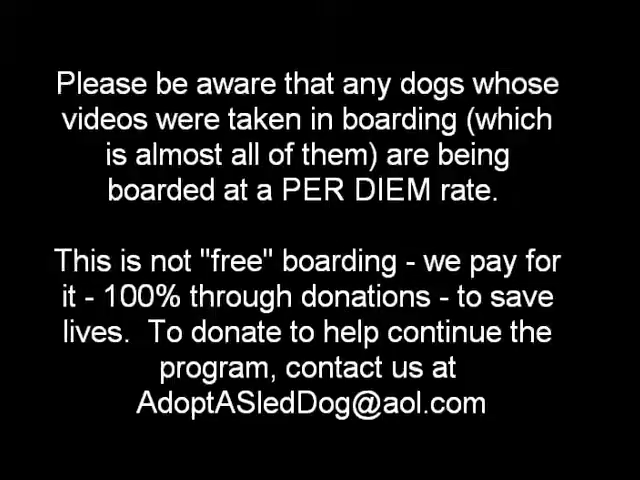 Please be aware that any dogs whose
videos were taken in boarding (which
is almost all of them) are being
boarded at a PER DIEM rate.
This is not "free" boarding - we pay for
it - 100% through donations - to save
lives.  To donate to help continue the
program, contact us at
AdoptASledDog@aol.com